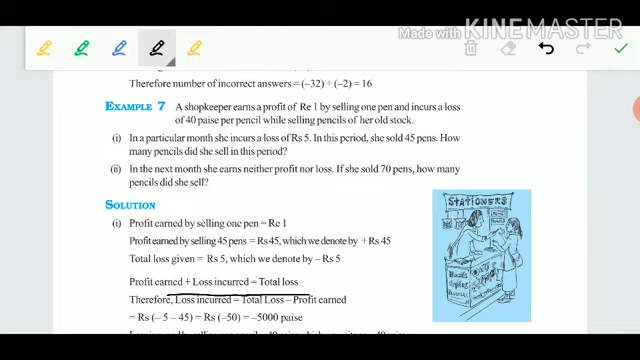 Made with KINEMASTER
Therefore number of incorrect answers = (–32) ÷ (–2) = 16
EXAMPLE 7 A shopkeeper earns a profit of Re 1 by selling one pen and incurs a loss
of 40 paise per pencil while selling pencils of her old stock.
(i) In a particular month she incurs a loss of Rs 5. In this period, she sold 45 pens. How
many pencils did she sell in this period?
(ii) In the next month she earns neither profit nor loss. If she sold 70 pens, how many
pencils did she sell?
SOLUTION
(i) Profit earned by selling one pen = Re 1
Profit earned by selling 45 pens = Rs 45, which we denote by + Rs 45
Total loss given = Rs 5, which we denote by – Rs 5
Profit earned + Loss incurred = Total loss
Therefore, Loss incurred = Total Loss – Profit earned
= Rs (– 5 – 45) = Rs (–50) = –5000 paise
STATIONERS